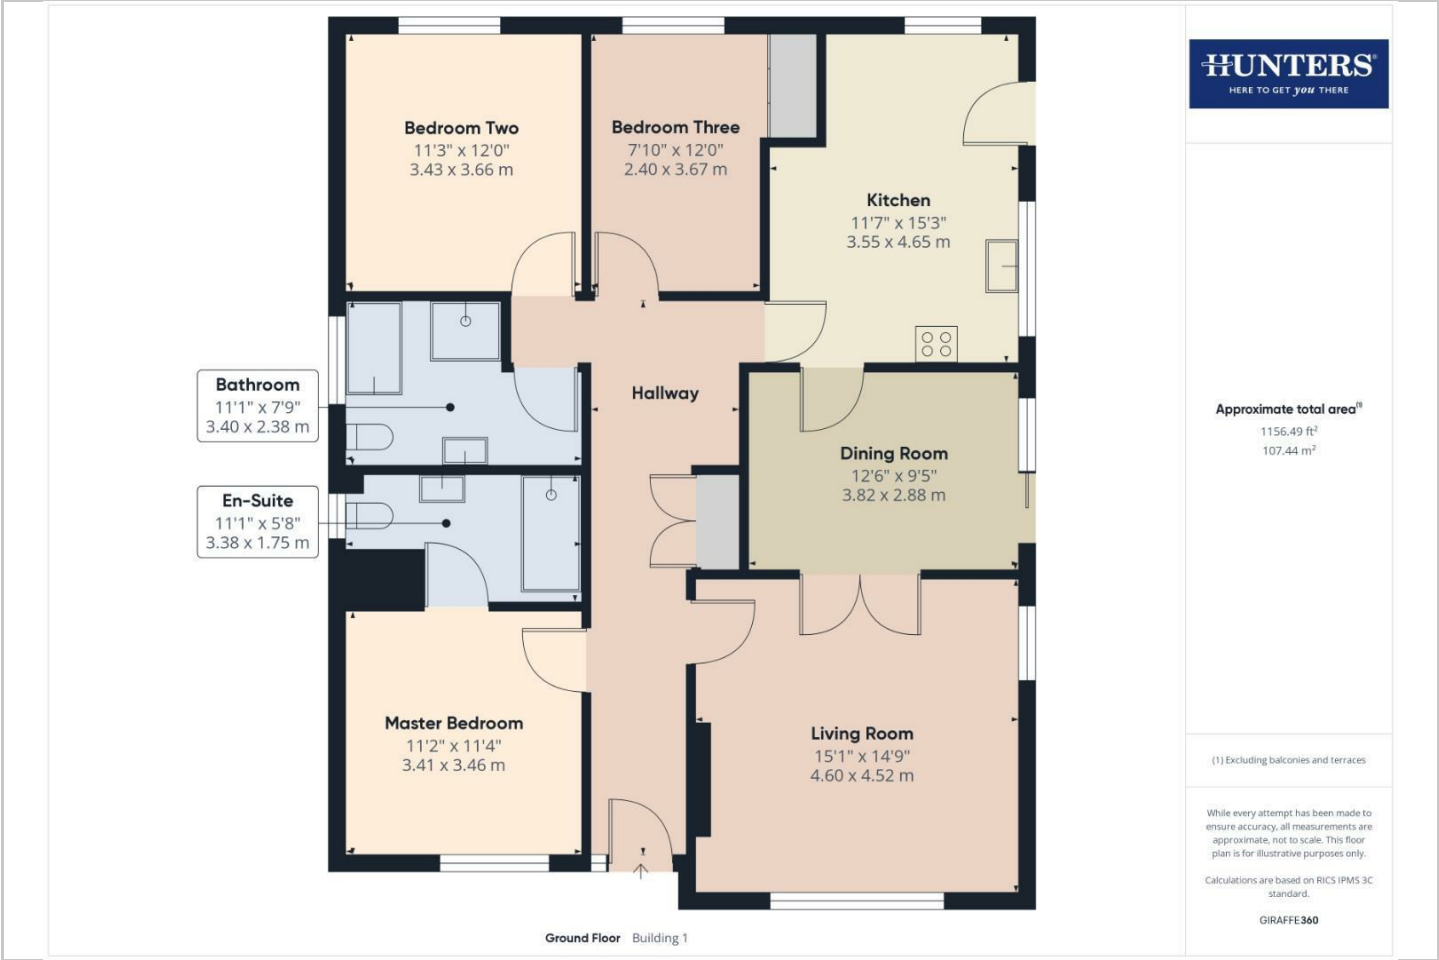 Bedroom Two
11'3" x 12'0"
3.43 x 3.66 m
Bedroom Three
7'10" x 12'0"
2.40 x 3.67 m
Kitchen
11'7" x 15'3"
3.55 x 4.65 m
Bathroom
11'1" x 7'9"
3.40 x 2.38 m
Hallway
Dining Room
12'6" x 9'5"
3.82 x 2.88 m
En-Suite
11'1" x 5'8"
3.38 x 1.75 m
Master Bedroom
11'2" x 11'4"
3.41 x 3.46 m
Living Room
15'1" x 14'9"
4.60 x 4.52 m
Ground Floor Building 1
HUNTERS®
HERE TO GET you THERE
Approximate total area(1)
1156.49 ft²
107.44 m²
(1) Excluding balconies and terraces
While every attempt has been made to
ensure accuracy, all measurements are
approximate, not to scale. This floor
plan is for illustrative purposes only.
Calculations are based on RICS IPMS 3C
standard.
GIRAFFE360